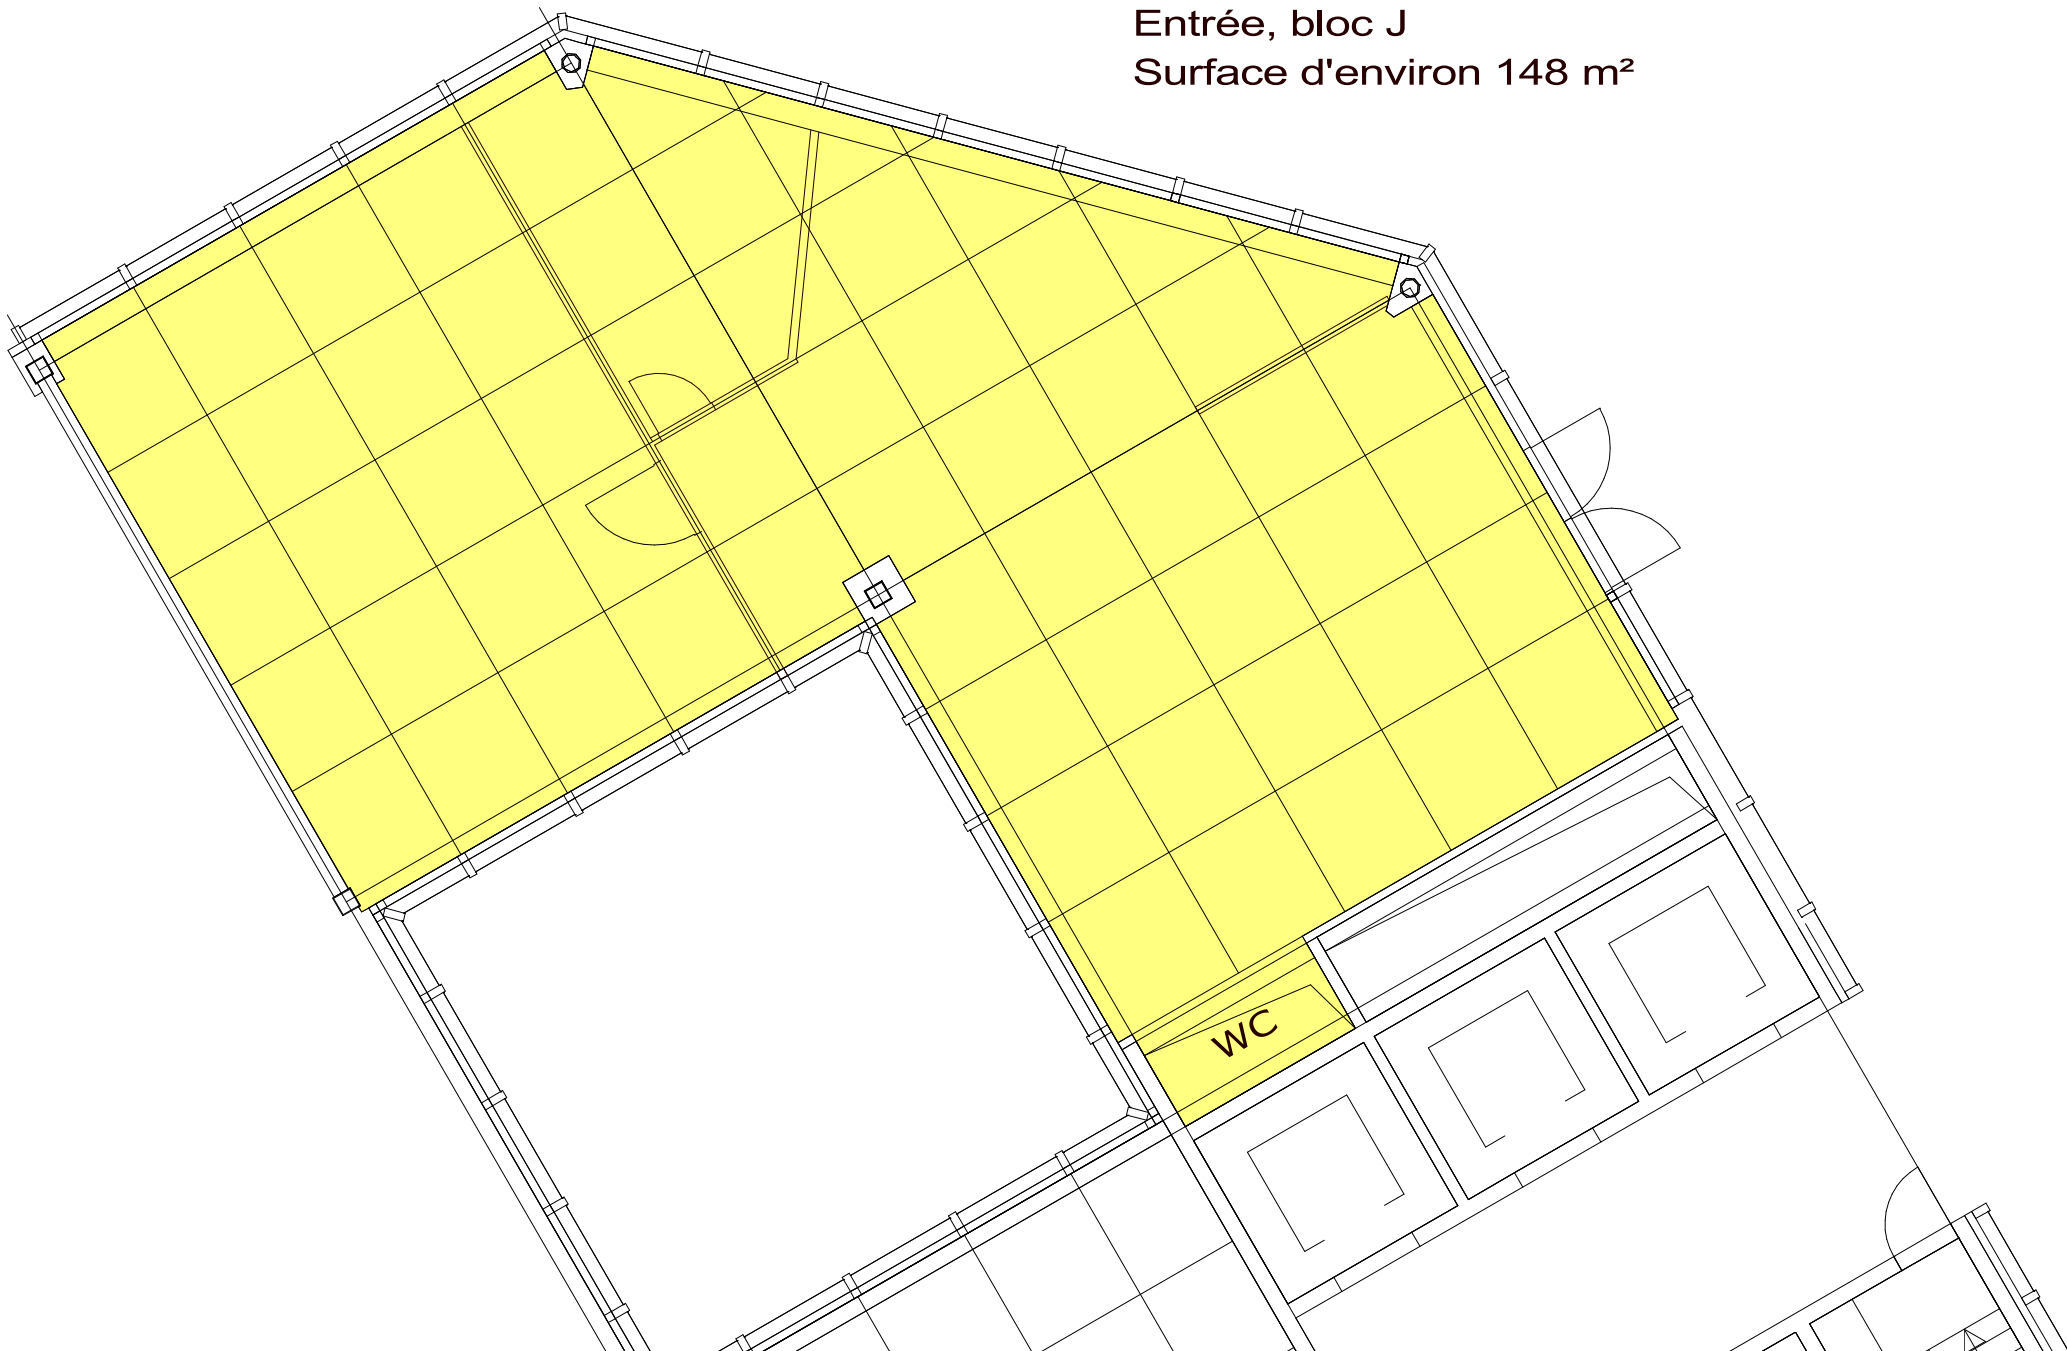 Entrée, bloc J
Surface d'environ 148 m²
WC